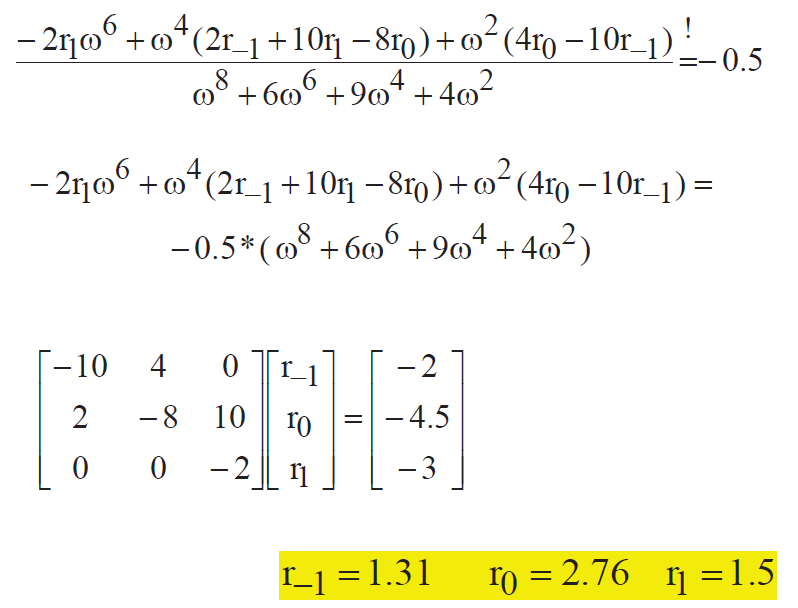 − 2r₁ω⁶ + ω⁴(2r₋₁ + 10r₁ − 8r₀) + ω²(4r₀ − 10r₋₁) ! = − 0.5
ω⁸ + 6ω⁶ + 9ω⁴ + 4ω²
− 2r₁ω⁶ + ω⁴(2r₋₁ + 10r₁ − 8r₀) + ω²(4r₀ − 10r₋₁) =
− 0.5 * ( ω⁸ + 6ω⁶ + 9ω⁴ + 4ω² )
−10 4 0 r₋₁ − 2
2 − 8 10 r₀ = − 4.5
0 0 − 2 r₁ − 3
r₋₁ = 1.31 r₀ = 2.76 r₁ = 1.5